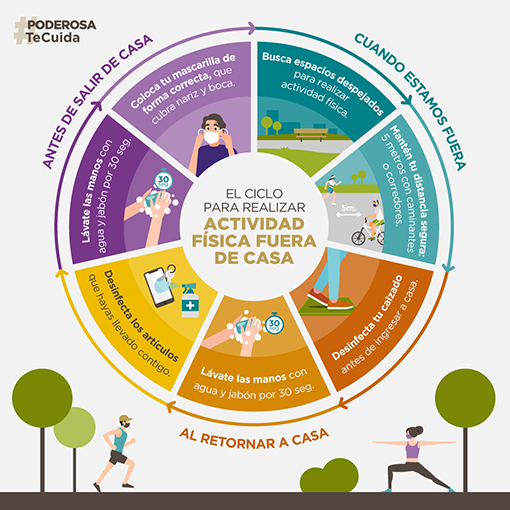 #PODEROSA
TeCuida
ANTES DE SALIR DE CASA
CUANDO ESTAMOS FUERA
AL RETORNAR A CASA
EL CICLO
PARA REALIZAR
ACTIVIDAD
FÍSICA FUERA
DE CASA
Lávate las manos con
agua y jabón por 30 seg.
30
SEG
Coloca tu mascarilla de
forma correcta, que
cubra nariz y boca.
Busca espacios despejados
para realizar
actividad física.
Mantén tu distancia segura:
5 metros con caminantes
o corredores.
5m.
Desinfecta tu calzado
antes de ingresar a casa.
Lávate las manos con
agua y jabón por 30 seg.
30
SEG
Desinfecta los artículos
que hayas llevado contigo.